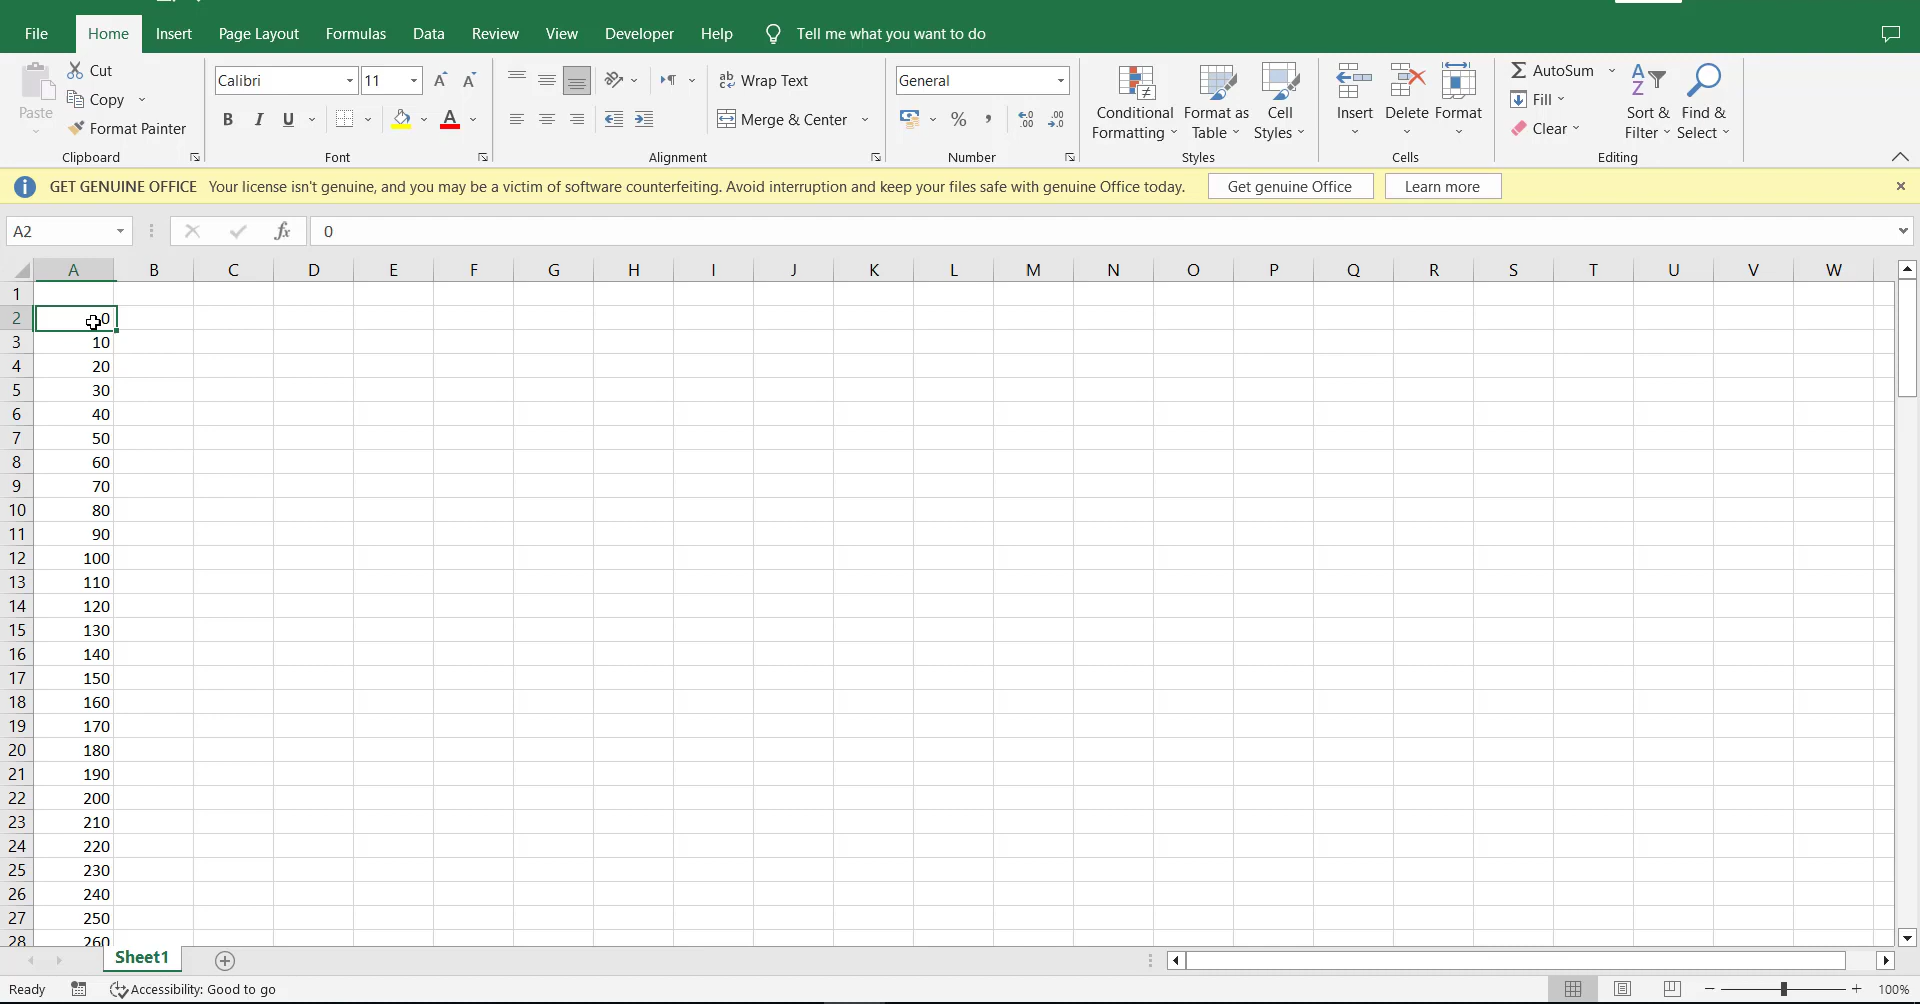 File Home Insert Page Layout Formulas Data Review View Developer Help Tell me what you want to do
Paste Cut Copy Format Painter Clipboard
Calibri 11 B I U A Font
ab Wrap Text Merge & Center Alignment
General % , .00 Number
Conditional Formatting Format as Table Cell Styles Styles
Insert Delete Format Cells
AutoSum Fill Clear Sort & Filter Find & Select Editing
GET GENUINE OFFICE Your license isn't genuine, and you may be a victim of software counterfeiting. Avoid interruption and keep your files safe with genuine Office today. Get genuine Office Learn more
A2 fx 0
A B C D E F G H I J K L M N O P Q R S T U V W
1
2 0
3 10
4 20
5 30
6 40
7 50
8 60
9 70
10 80
11 90
12 100
13 110
14 120
15 130
16 140
17 150
18 160
19 170
20 180
21 190
22 200
23 210
24 220
25 230
26 240
27 250
28 260
Sheet1
Ready Accessibility: Good to go 100%